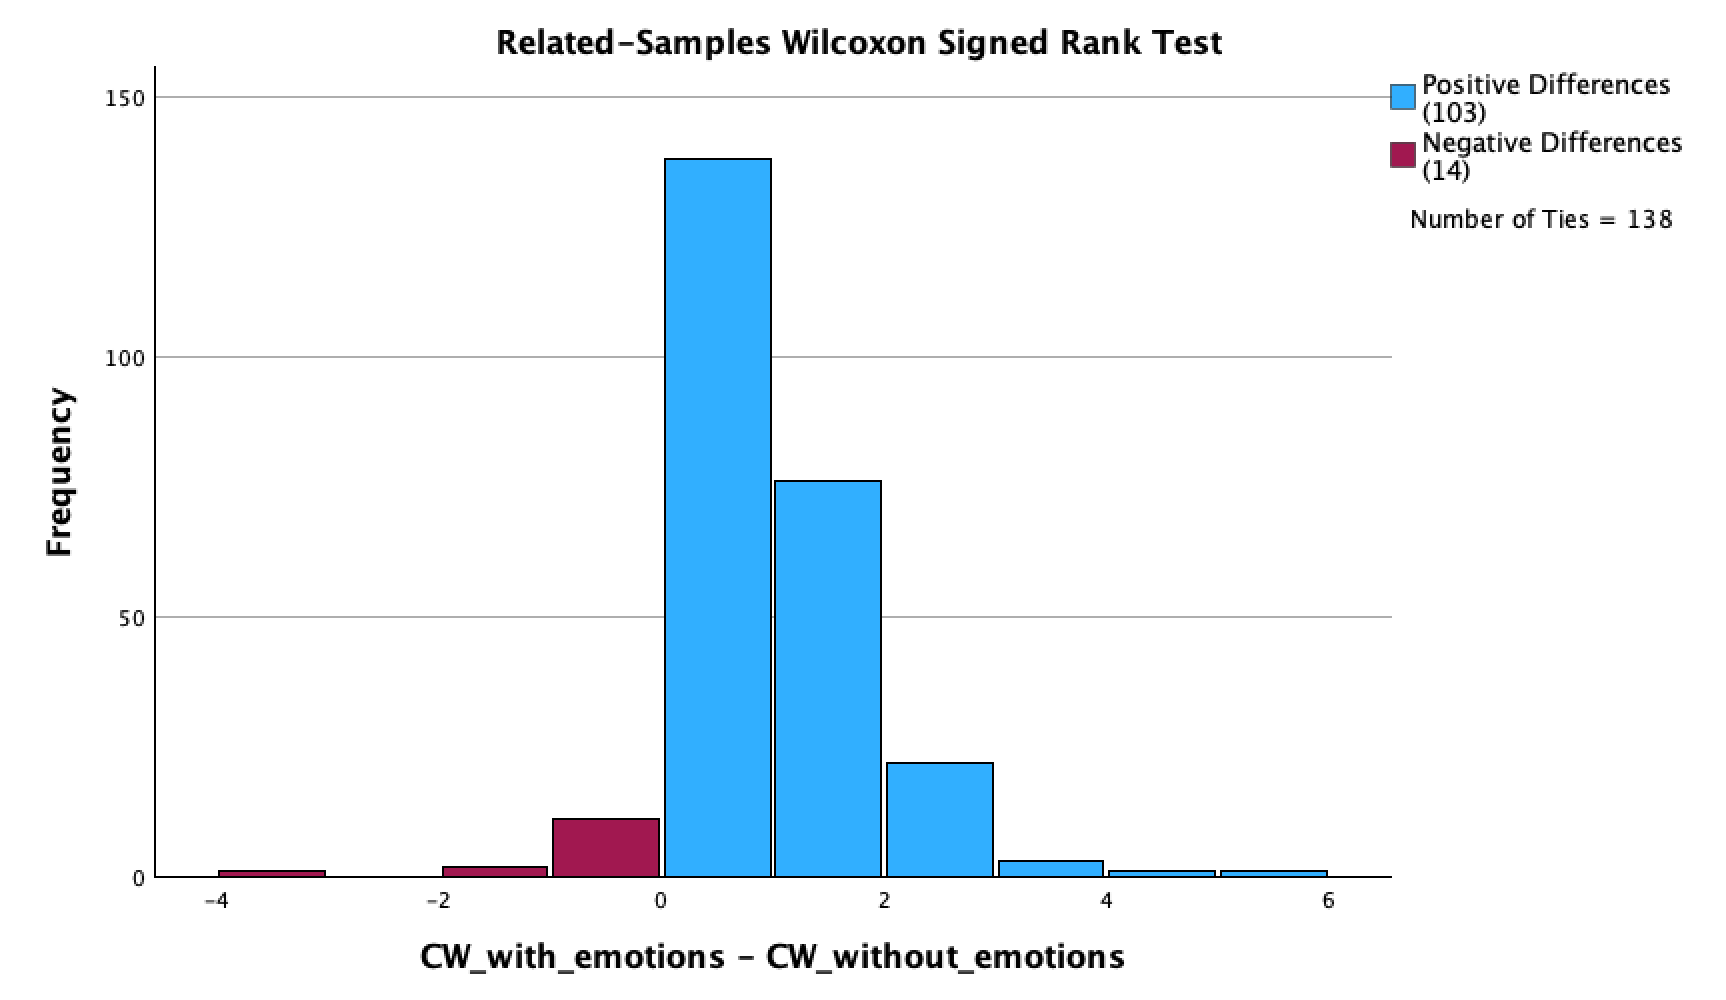 Related-Samples Wilcoxon Signed Rank Test
Positive Differences
(103)
Negative Differences
(14)
Number of Ties = 138
150
100
50
0
Frequency
-4
-2
0
2
4
6
CW_with_emotions - CW_without_emotions